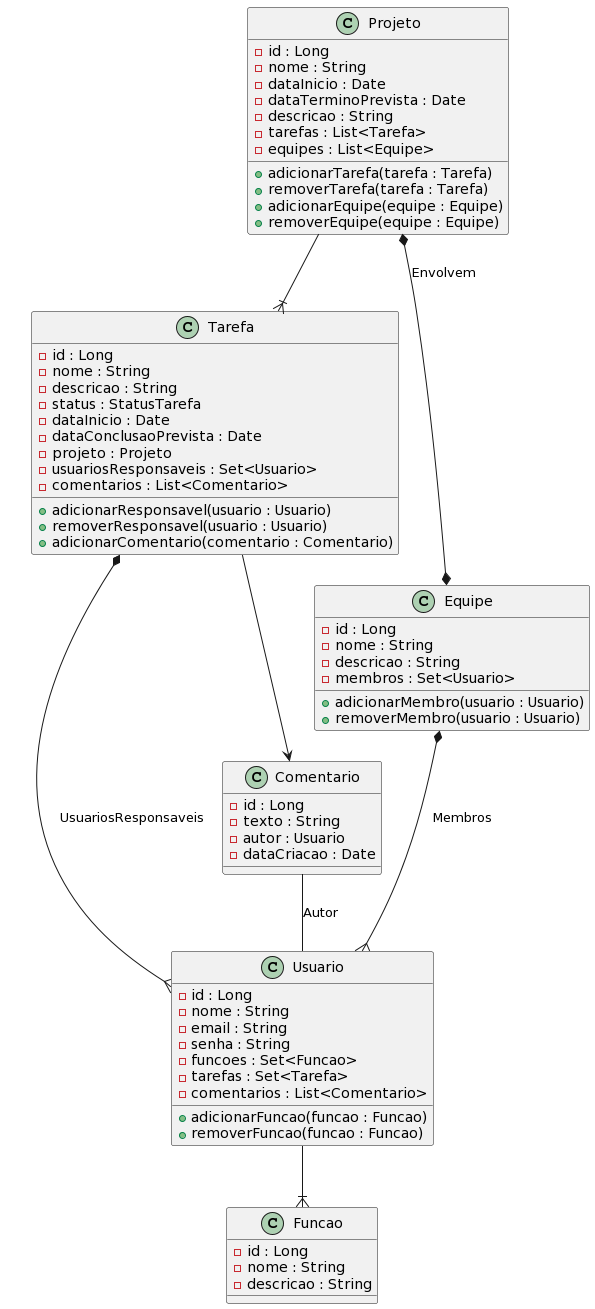 C Projeto
id : Long
nome : String
dataInicio : Date
dataTerminoPrevista : Date
descricao : String
tarefas : List<Tarefa>
equipes : List<Equipe>
adicionarTarefa(tarefa : Tarefa)
removerTarefa(tarefa : Tarefa)
adicionarEquipe(equipe : Equipe)
removerEquipe(equipe : Equipe)
Envolvem
C Tarefa
id : Long
nome : String
descricao : String
status : StatusTarefa
dataInicio : Date
dataConclusaoPrevista : Date
projeto : Projeto
usuariosResponsaveis : Set<Usuario>
comentarios : List<Comentario>
adicionarResponsavel(usuario : Usuario)
removerResponsavel(usuario : Usuario)
adicionarComentario(comentario : Comentario)
C Equipe
id : Long
nome : String
descricao : String
membros : Set<Usuario>
adicionarMembro(usuario : Usuario)
removerMembro(usuario : Usuario)
C Comentario
id : Long
texto : String
autor : Usuario
dataCriacao : Date
UsuariosResponsaveis
Membros
Autor
C Usuario
id : Long
nome : String
email : String
senha : String
funcoes : Set<Funcao>
tarefas : Set<Tarefa>
comentarios : List<Comentario>
adicionarFuncao(funcao : Funcao)
removerFuncao(funcao : Funcao)
C Funcao
id : Long
nome : String
descricao : String